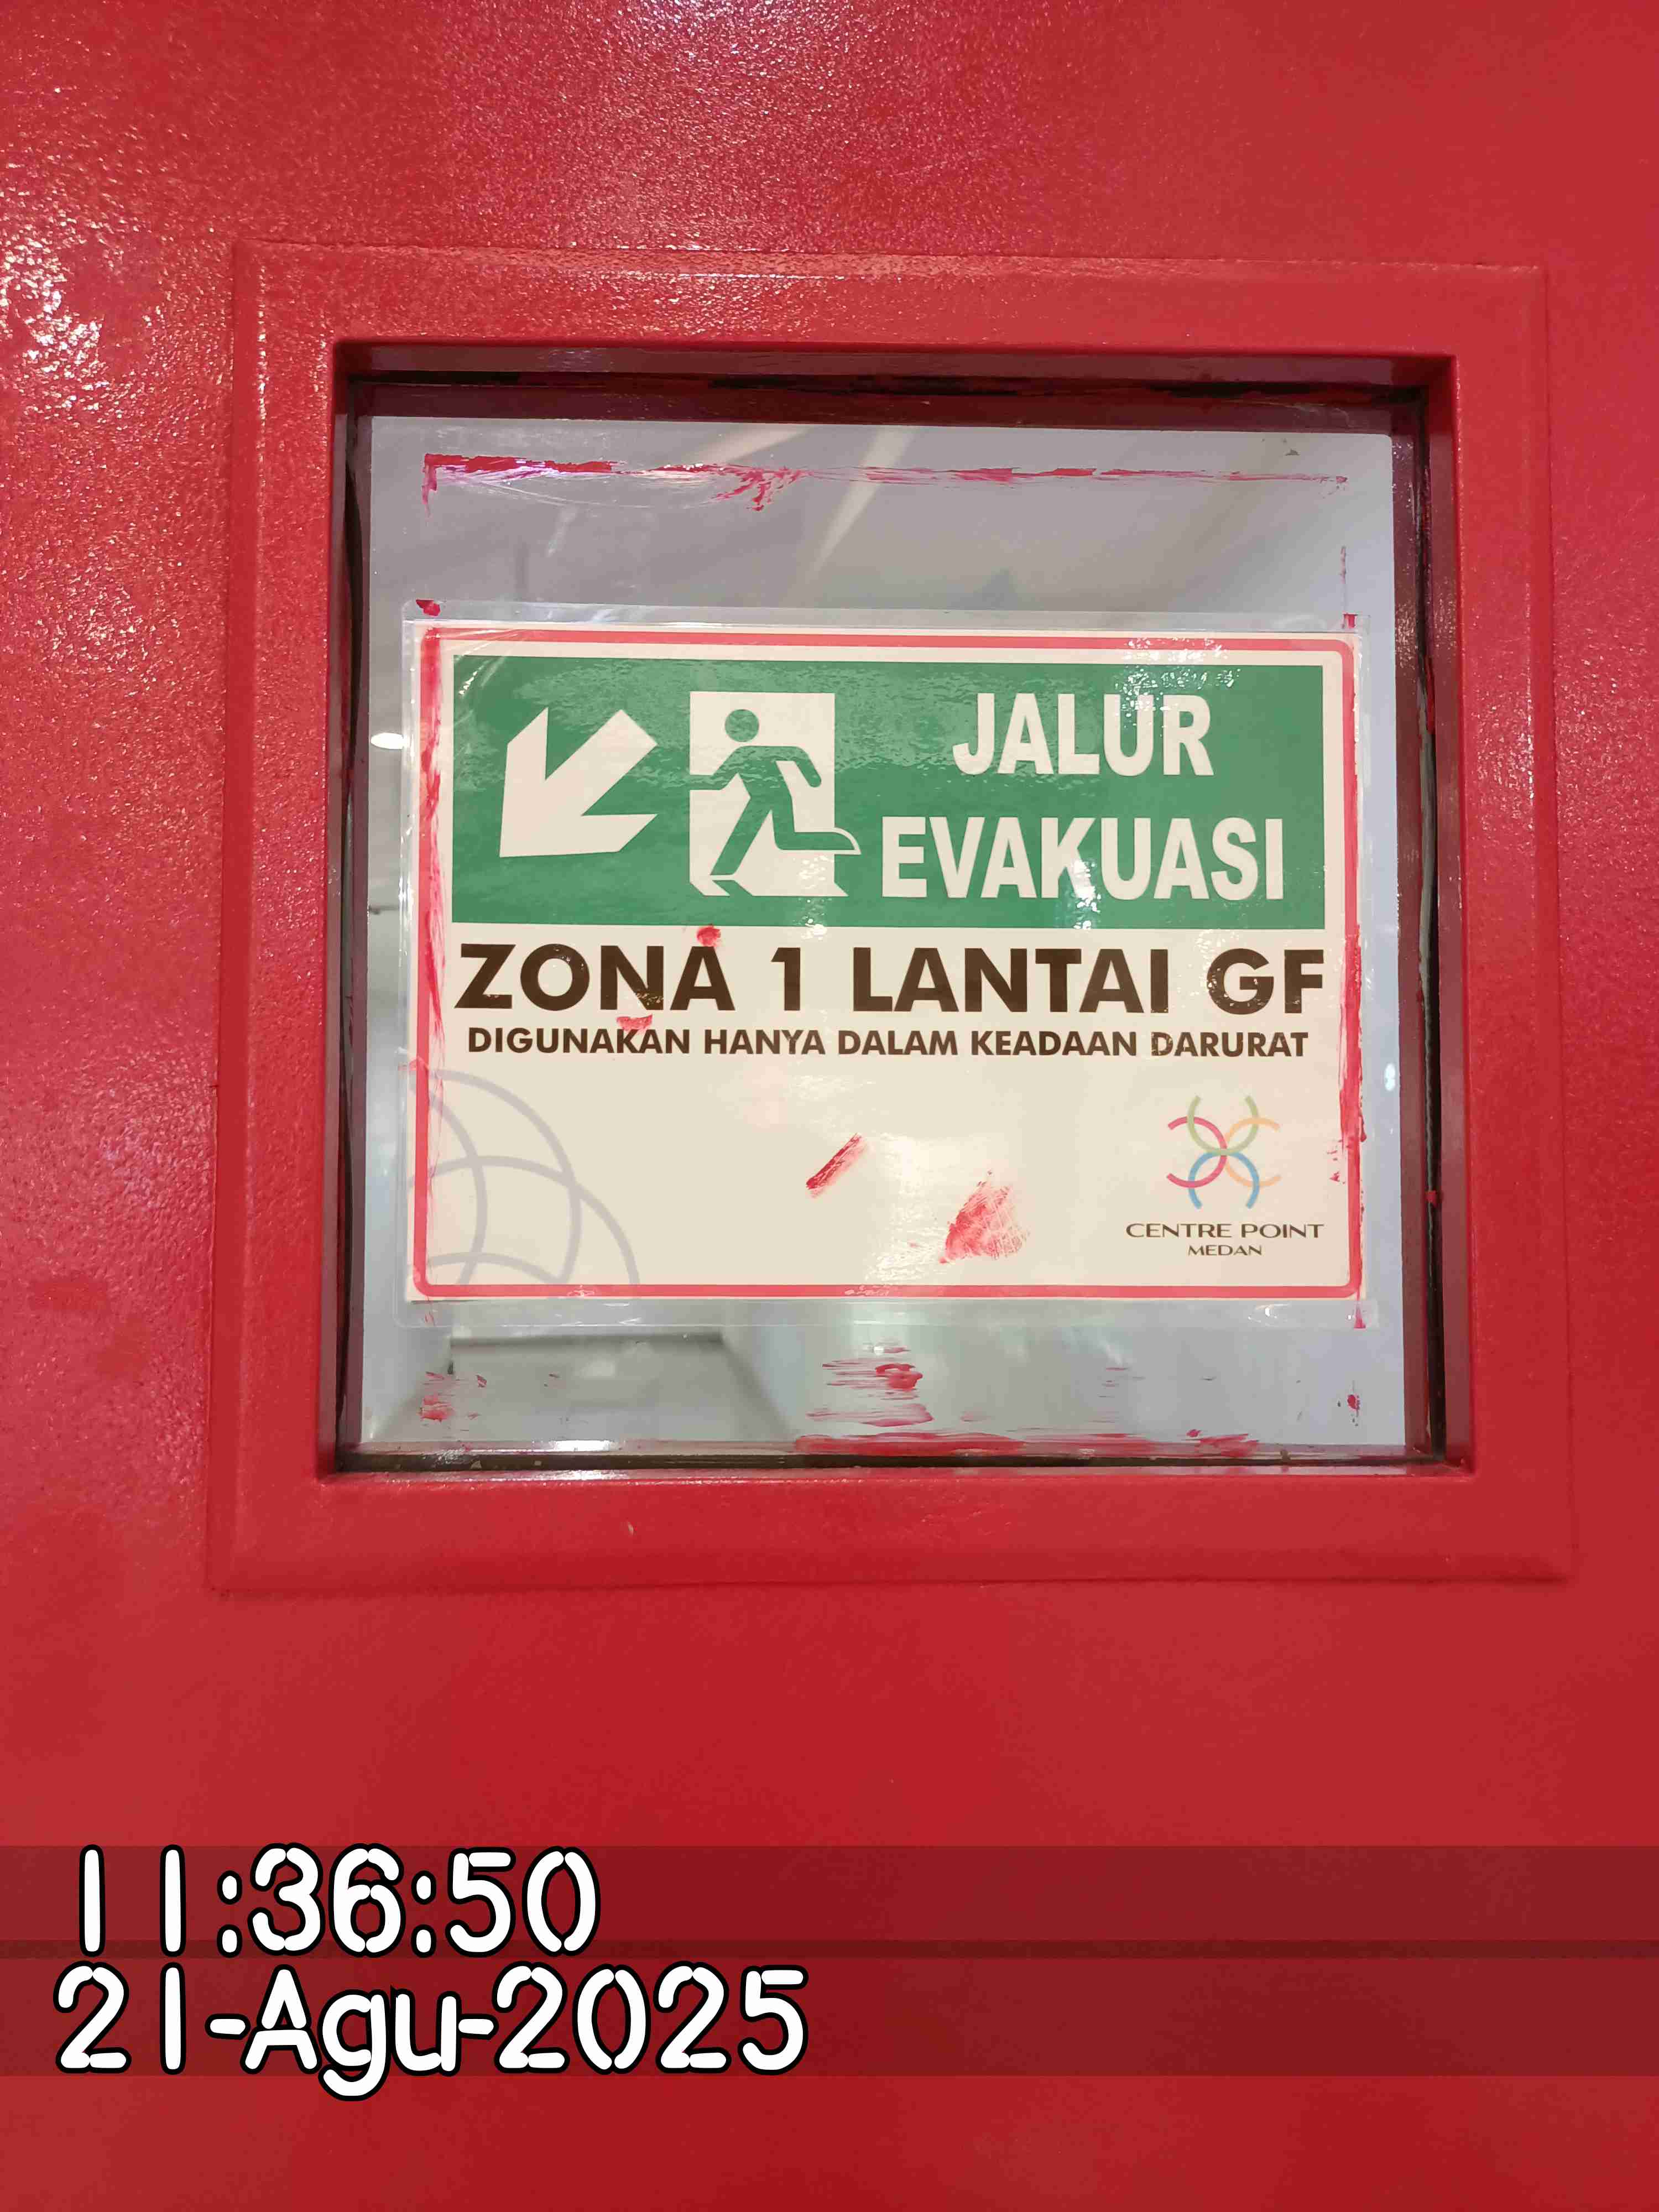 JALUR
EVAKUASI
ZONA 1 LANTAI GF
DIGUNAKAN HANYA DALAM KEADAAN DARURAT
CENTRE POINT
MEDAN
11:36:50
21-Agu-2025